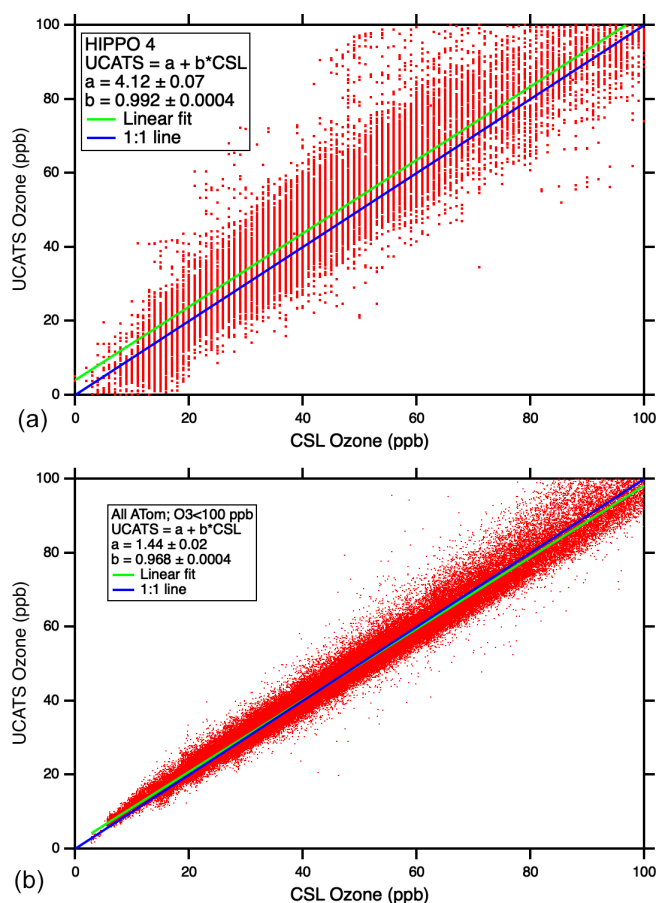 HIPPO 4
UCATS = a + b*CSL
a = 4.12 ± 0.07
b = 0.992 ± 0.0004
Linear fit
1:1 line
100
80
60
40
20
0
UCATS Ozone (ppb)
0 20 40 60 80 100
CSL Ozone (ppb)
(a)
All ATom; O3<100 ppb
UCATS = a + b*CSL
a = 1.44 ± 0.02
b = 0.968 ± 0.0004
Linear fit
1:1 line
100
80
60
40
20
0
UCATS Ozone (ppb)
0 20 40 60 80 100
CSL Ozone (ppb)
(b)